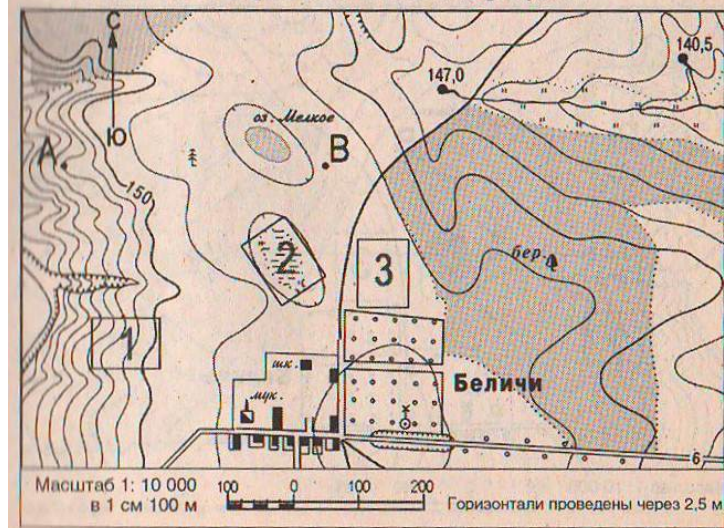 С
140,5
147,0
оз. Мелкое
Ю
А
В
150
2
3
бер.
1
шк.
Беличи
мук.
6
Масштаб 1: 10 000
в 1 см 100 м
100 0 100 200
Горизонтали проведены через 2,5 м